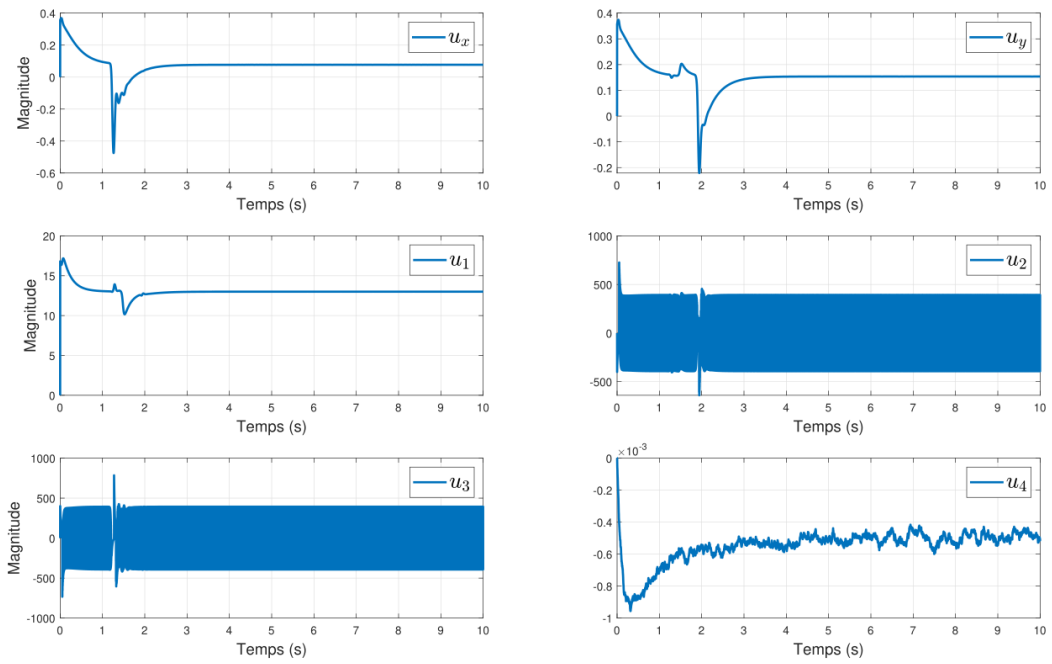 0.4
0.2
0
-0.2
-0.4
-0.6
Magnitude
u_x
0 1 2 3 4 5 6 7 8 9 10
Temps (s)
0.4
0.3
0.2
0.1
0
-0.1
-0.2
u_y
0 1 2 3 4 5 6 7 8 9 10
Temps (s)
20
15
10
5
0
Magnitude
u_1
0 1 2 3 4 5 6 7 8 9 10
Temps (s)
1000
500
0
-500
u_2
0 1 2 3 4 5 6 7 8 9 10
Temps (s)
1000
500
0
-500
-1000
Magnitude
u_3
0 1 2 3 4 5 6 7 8 9 10
Temps (s)
×10^-3
0
-0.2
-0.4
-0.6
-0.8
-1
u_4
0 1 2 3 4 5 6 7 8 9 10
Temps (s)